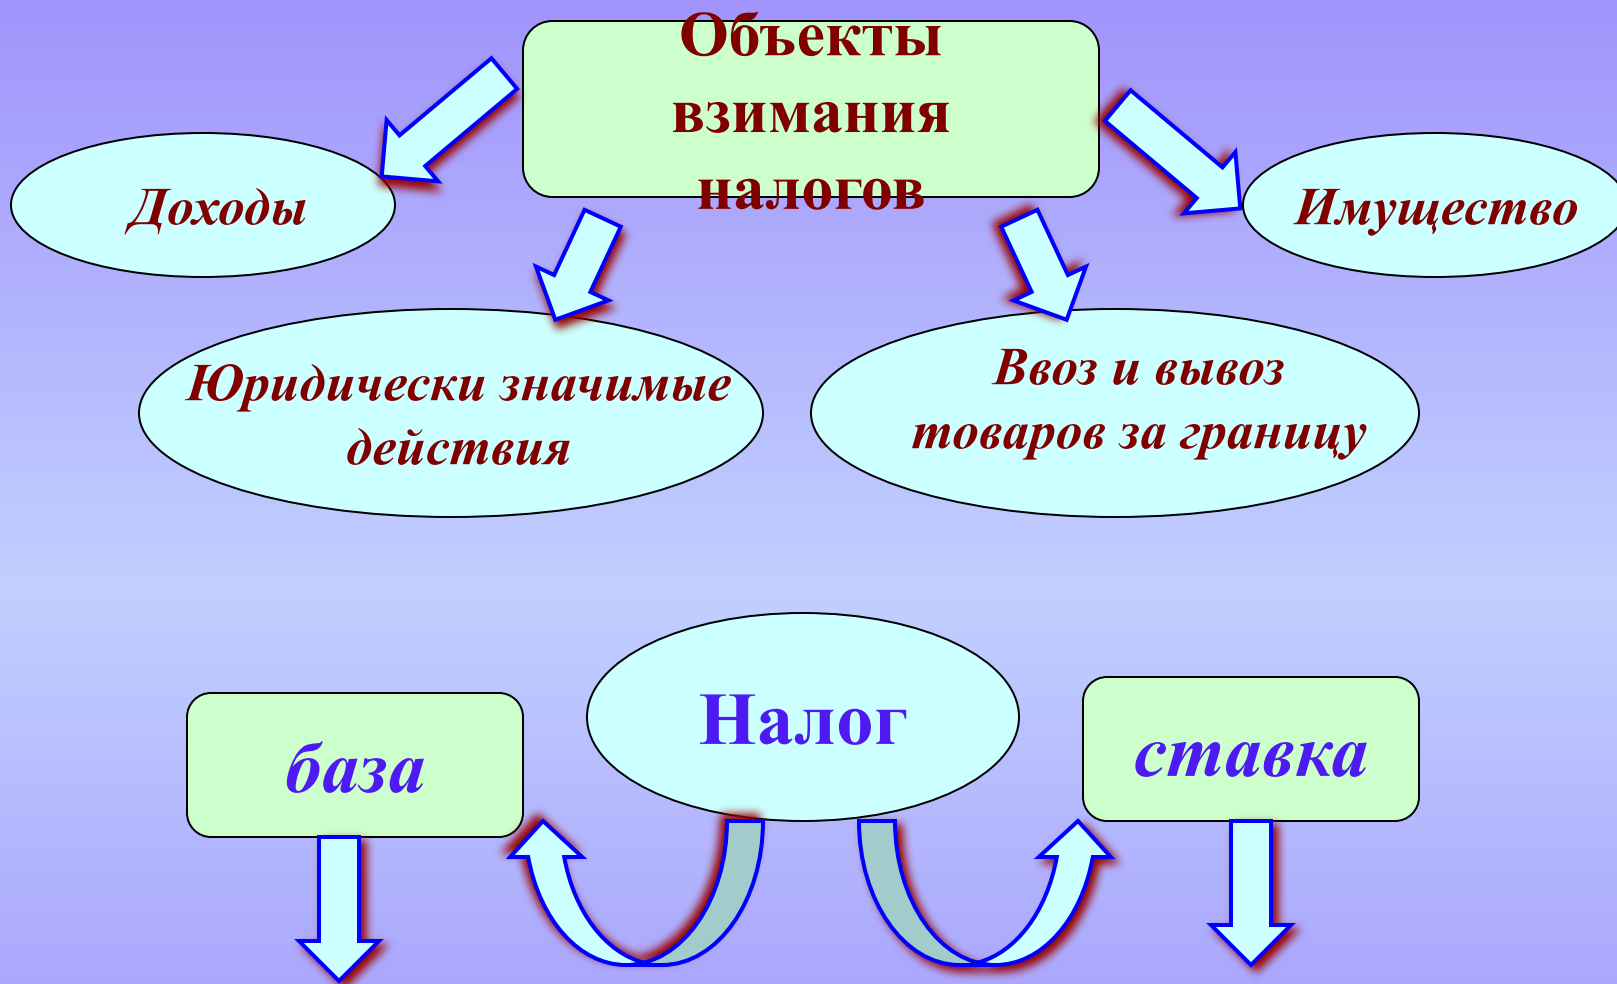 Объекты
взимания
налогов
Доходы
Имущество
Юридически значимые
действия
Ввоз и вывоз
товаров за границу
Налог
база
ставка